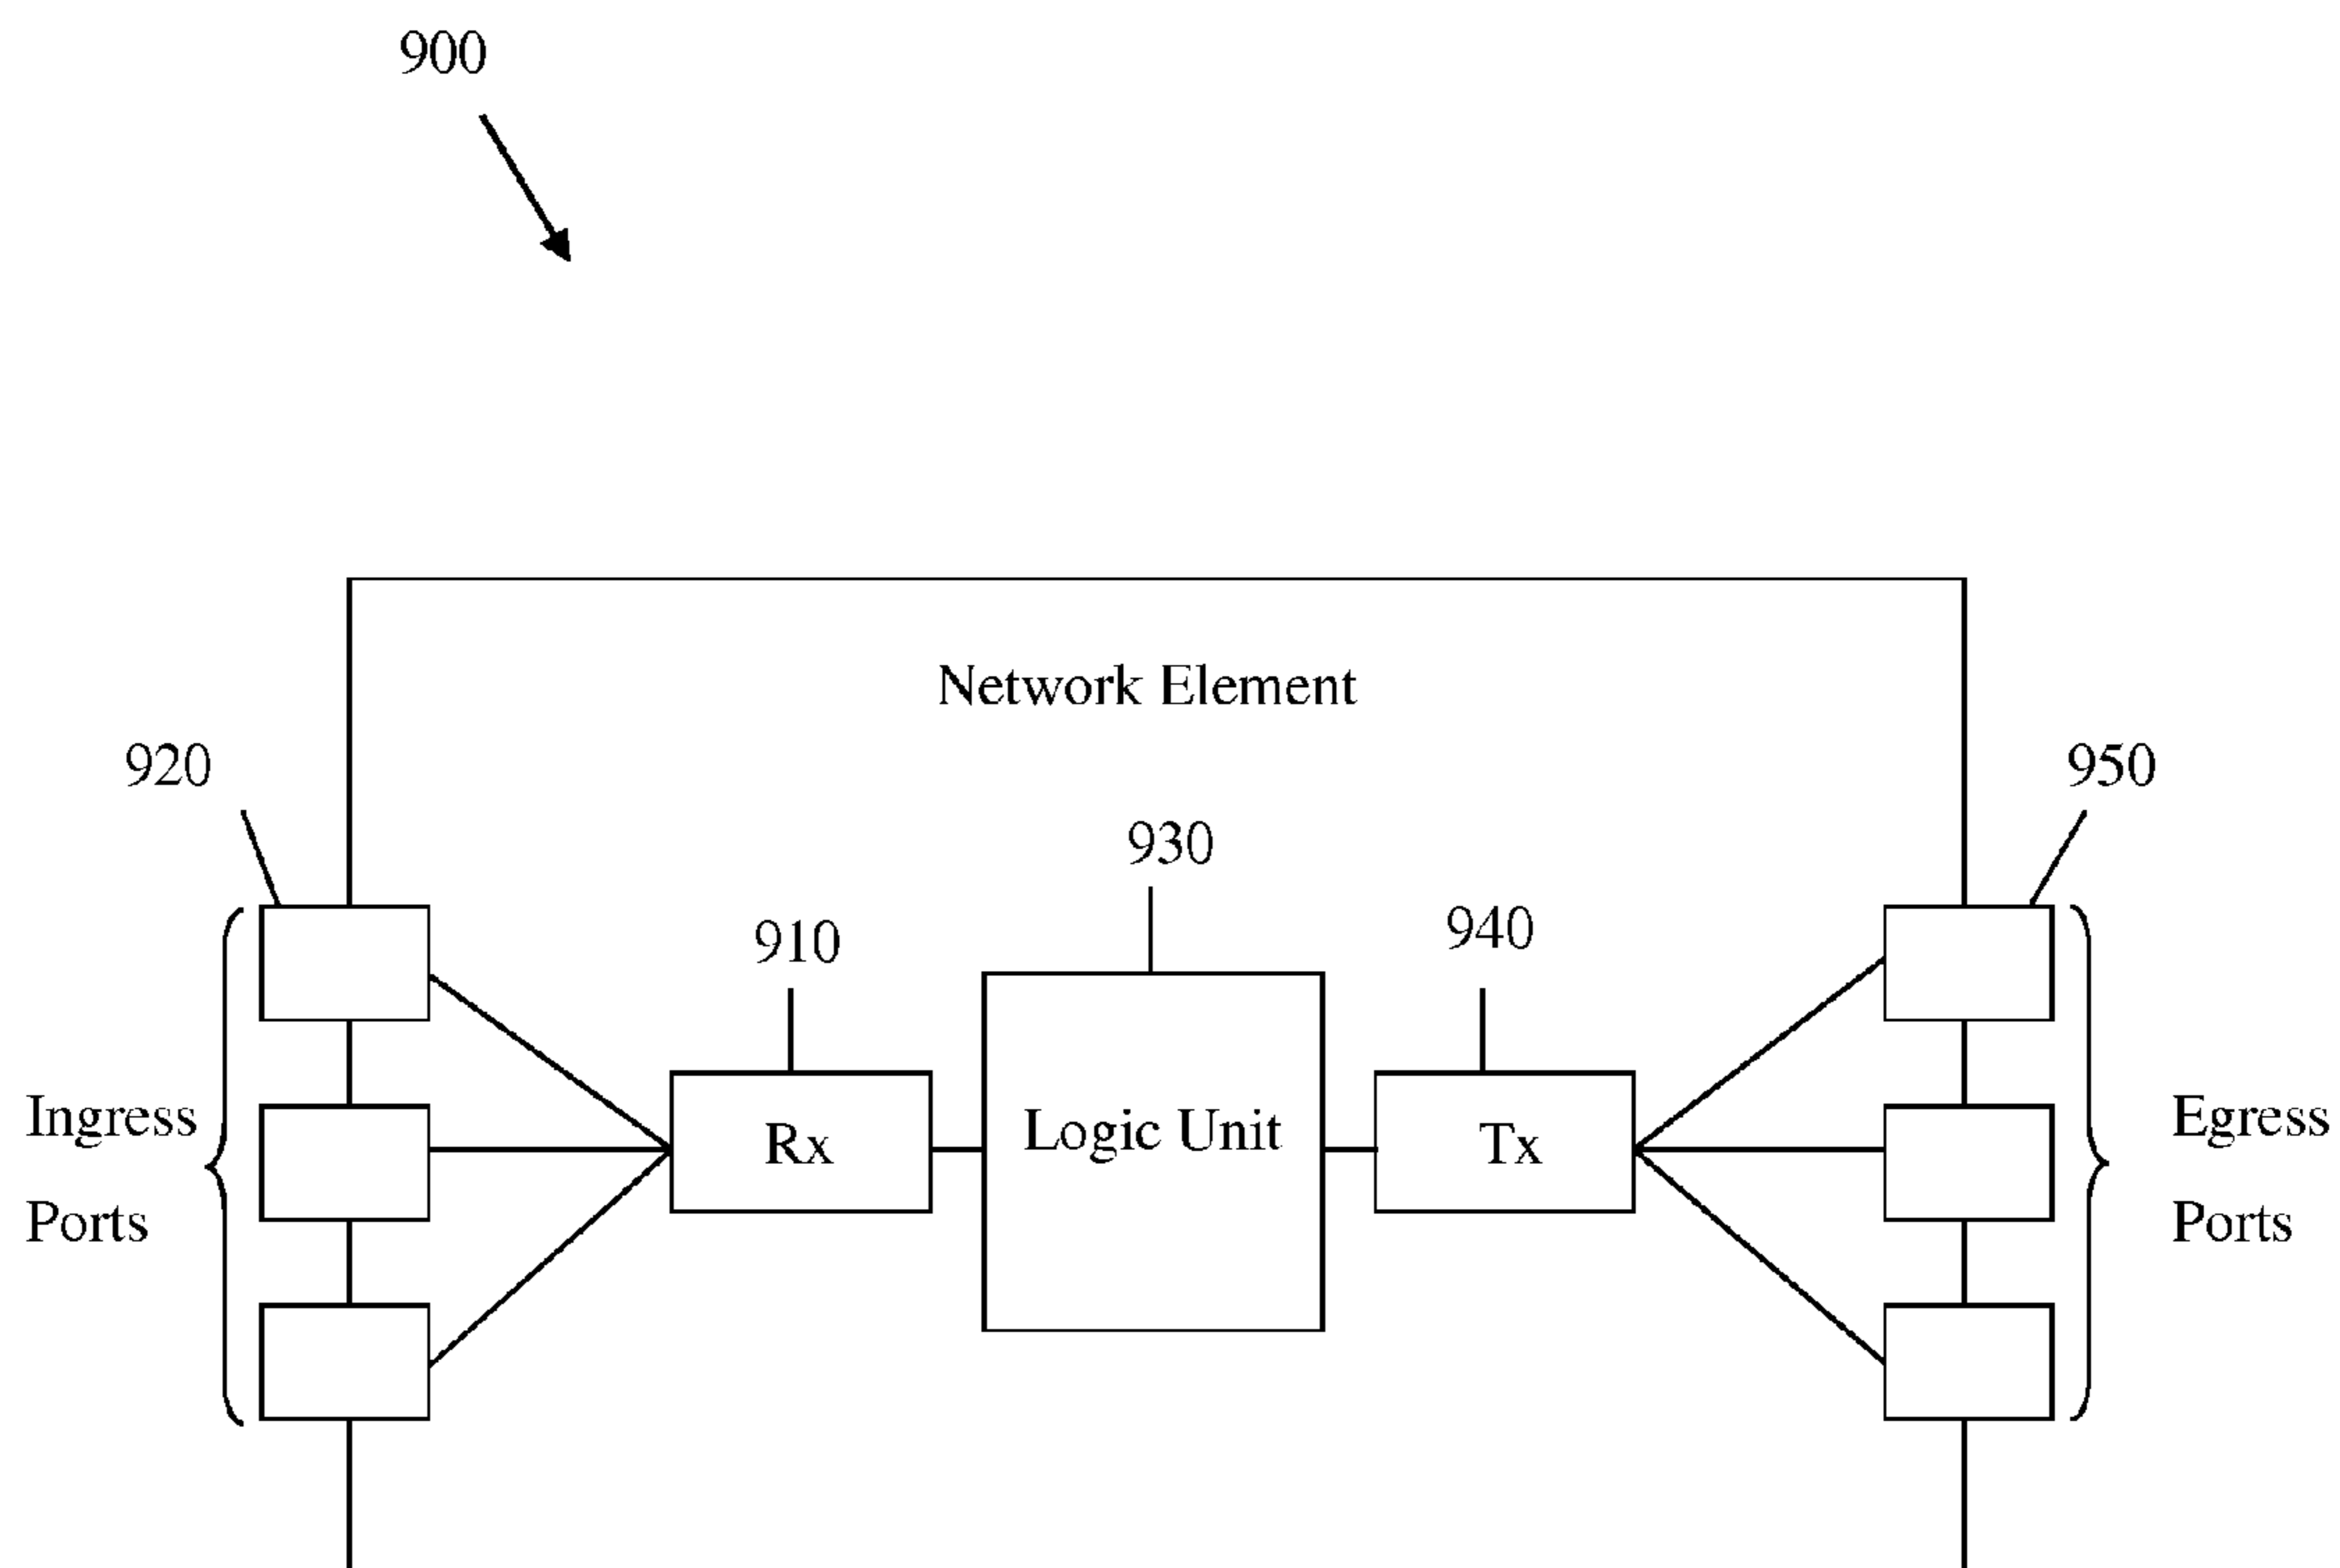 900
Network Element
920
950
930
910
940
Ingress
Ports
Rx
Logic Unit
Tx
Egress
Ports